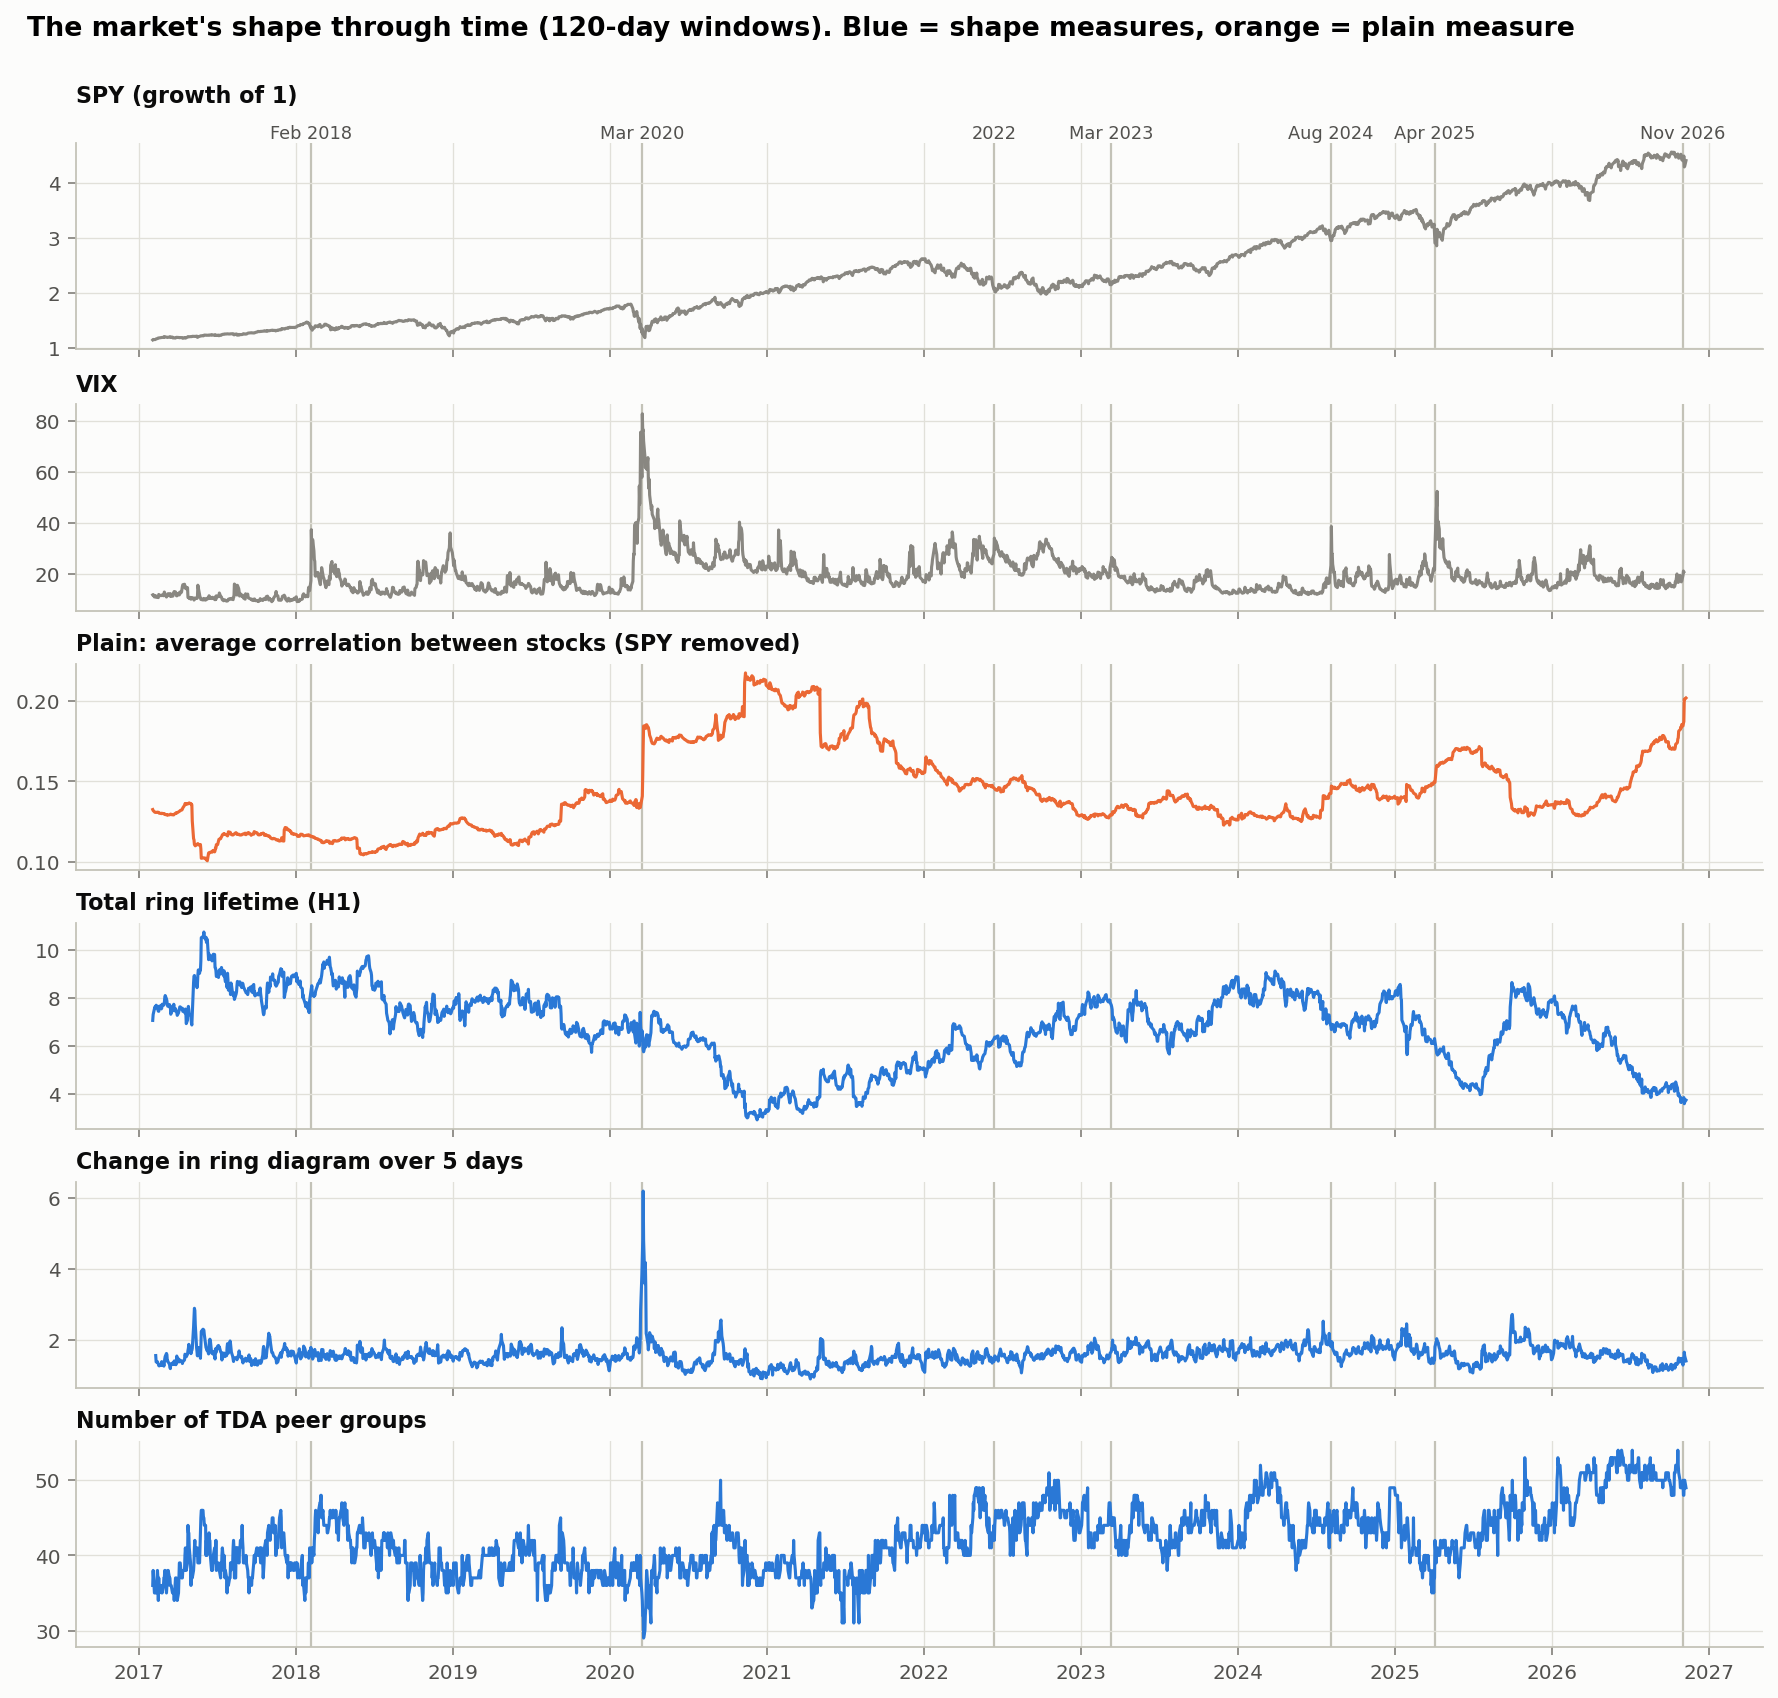 The market's shape through time (120-day windows). Blue = shape measures, orange = plain measure
SPY (growth of 1)
Feb 2018 Mar 2020 2022 Mar 2023 Aug 2024 Apr 2025 Nov 2026
4
3
2
1
VIX
80
60
40
20
Plain: average correlation between stocks (SPY removed)
0.20
0.15
0.10
Total ring lifetime (H1)
10
8
6
4
Change in ring diagram over 5 days
6
4
2
Number of TDA peer groups
50
40
30
2017 2018 2019 2020 2021 2022 2023 2024 2025 2026 2027